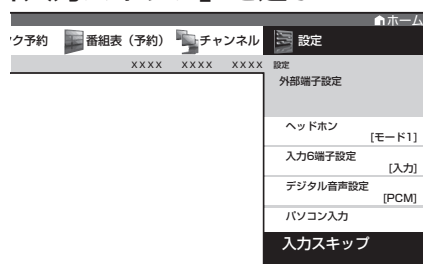 ホーム
ク予約 番組表（予約） チャンネル 設定
XXXX XXXX XXXX 設定
外部端子設定
ヘッドホン
[モード1]
入力6端子設定
[入力]
デジタル音声設定
[PCM]
パソコン入力
入力スキップ